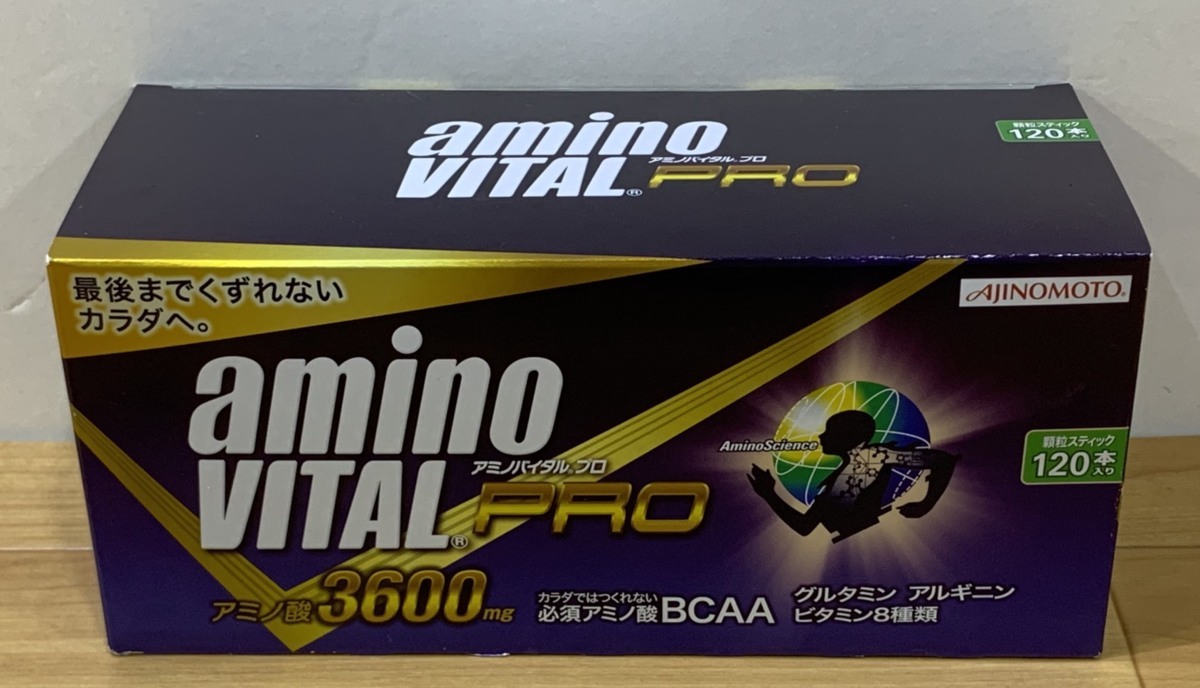 amino
VITAL®
アミノバイタル®プロ
PRO
顆粒スティック
120本入り
最後までくずれない
カラダへ。
AJINOMOTO®
amino
VITAL®
アミノバイタル®プロ
PRO
AminoScience
顆粒スティック
120本入り
アミノ酸3600mg
カラダではつくれない
必須アミノ酸BCAA
グルタミン アルギニン
ビタミン8種類